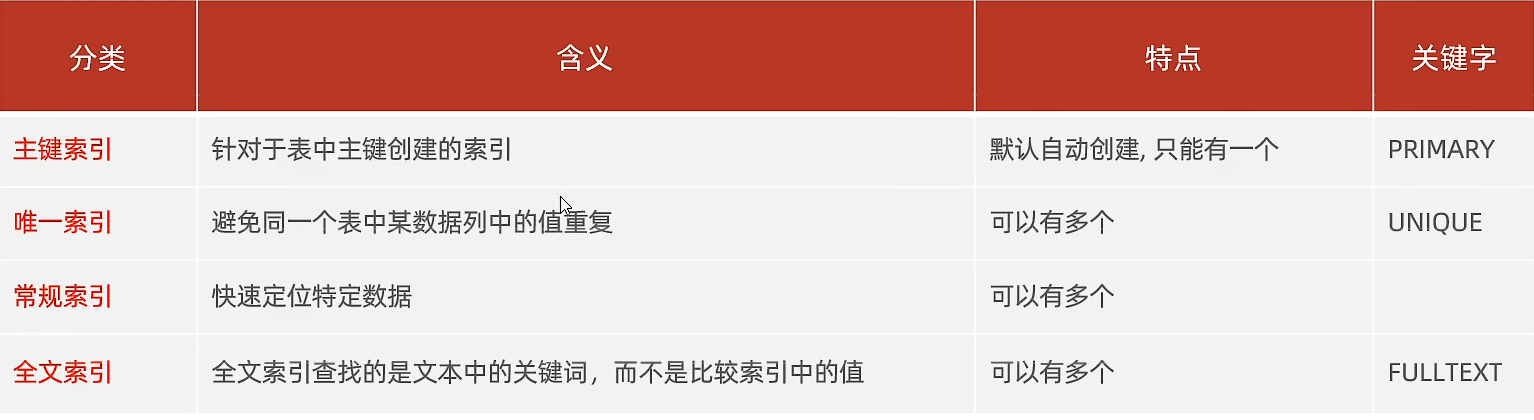 分类 含义 特点 关键字
主键索引 针对于表中主键创建的索引 默认自动创建, 只能有一个 PRIMARY
唯一索引 避免同一个表中某数据列中的值重复 可以有多个 UNIQUE
常规索引 快速定位特定数据 可以有多个
全文索引 全文索引查找的是文本中的关键词，而不是比较索引中的值 可以有多个 FULLTEXT